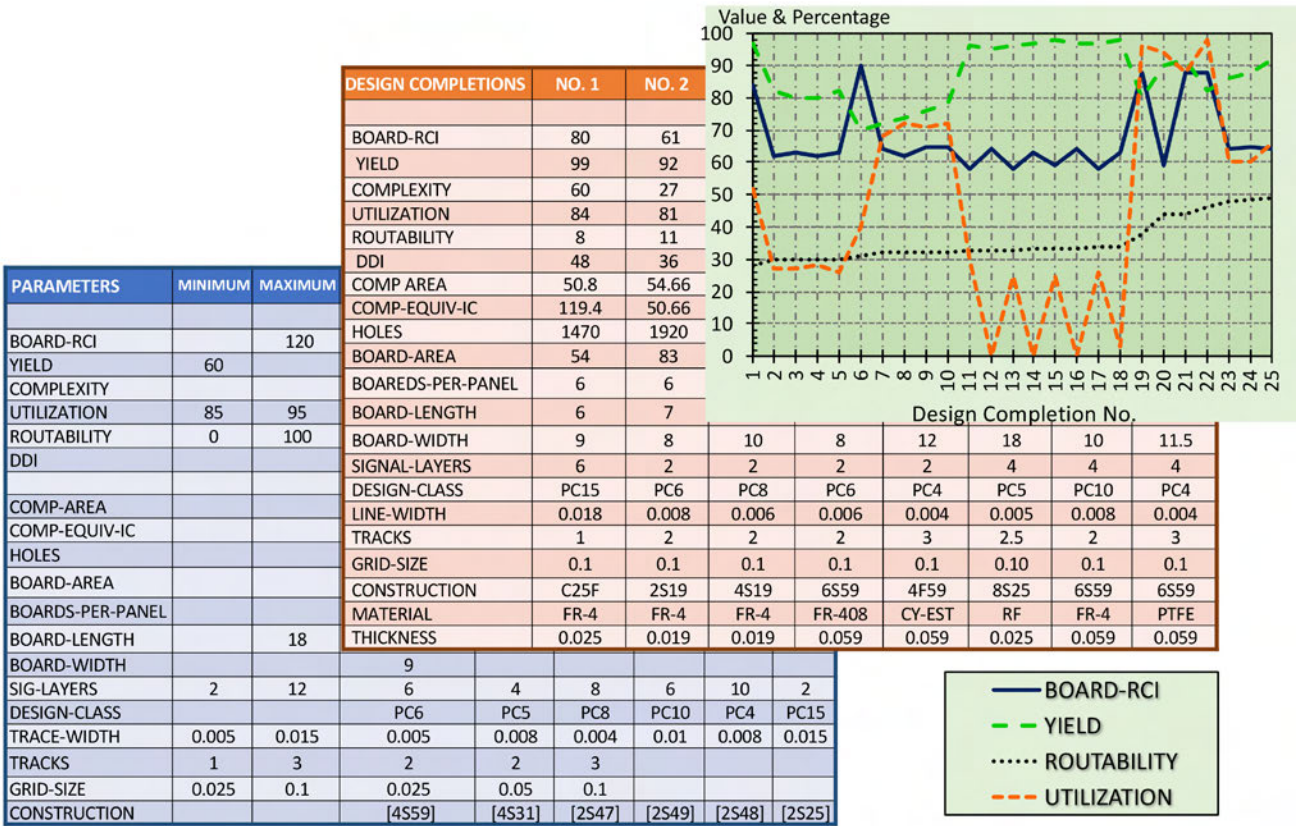 Value & Percentage
100
90
80
70
60
50
40
30
20
10
0
1 2 3 4 5 6 7 8 9 10 11 12 13 14 15 16 17 18 19 20 21 22 23 24 25
Design Completion No.
DESIGN COMPLETIONS NO. 1 NO. 2
BOARD-RCI 80 61
YIELD 99 92
COMPLEXITY 60 27
UTILIZATION 84 81
ROUTABILITY 8 11
DDI 48 36
COMP AREA 50.8 54.66
COMP-EQUIV-IC 119.4 50.66
HOLES 1470 1920
BOARD-AREA 54 83
BOAREDS-PER-PANEL 6 6
BOARD-LENGTH 6 7
BOARD-WIDTH 9 8 10 8 12 18 10 11.5
SIGNAL-LAYERS 6 2 2 2 2 4 4 4
DESIGN-CLASS PC15 PC6 PC8 PC6 PC4 PC5 PC10 PC4
LINE-WIDTH 0.018 0.008 0.006 0.006 0.004 0.005 0.008 0.004
TRACKS 1 2 2 2 3 2.5 2 3
GRID-SIZE 0.1 0.1 0.1 0.1 0.1 0.10 0.1 0.1
CONSTRUCTION C25F 2S19 4S19 6S59 4F59 8S25 6S59 6S59
MATERIAL FR-4 FR-4 FR-4 FR-408 CY-EST RF FR-4 PTFE
THICKNESS 0.025 0.019 0.019 0.059 0.059 0.025 0.059 0.059
PARAMETERS MINIMUM MAXIMUM
BOARD-RCI 120
YIELD 60
COMPLEXITY
UTILIZATION 85 95
ROUTABILITY 0 100
DDI
COMP-AREA
COMP-EQUIV-IC
HOLES
BOARD-AREA
BOARDS-PER-PANEL
BOARD-LENGTH 18
BOARD-WIDTH 9
SIG-LAYERS 2 12 6 4 8 6 10 2
DESIGN-CLASS PC6 PC5 PC8 PC10 PC4 PC15
TRACE-WIDTH 0.005 0.015 0.005 0.008 0.004 0.01 0.008 0.015
TRACKS 1 3 2 2 3
GRID-SIZE 0.025 0.1 0.025 0.05 0.1
CONSTRUCTION [4S59] [4S31] [2S47] [2S49] [2S48] [2S25]
BOARD-RCI
YIELD
ROUTABILITY
UTILIZATION